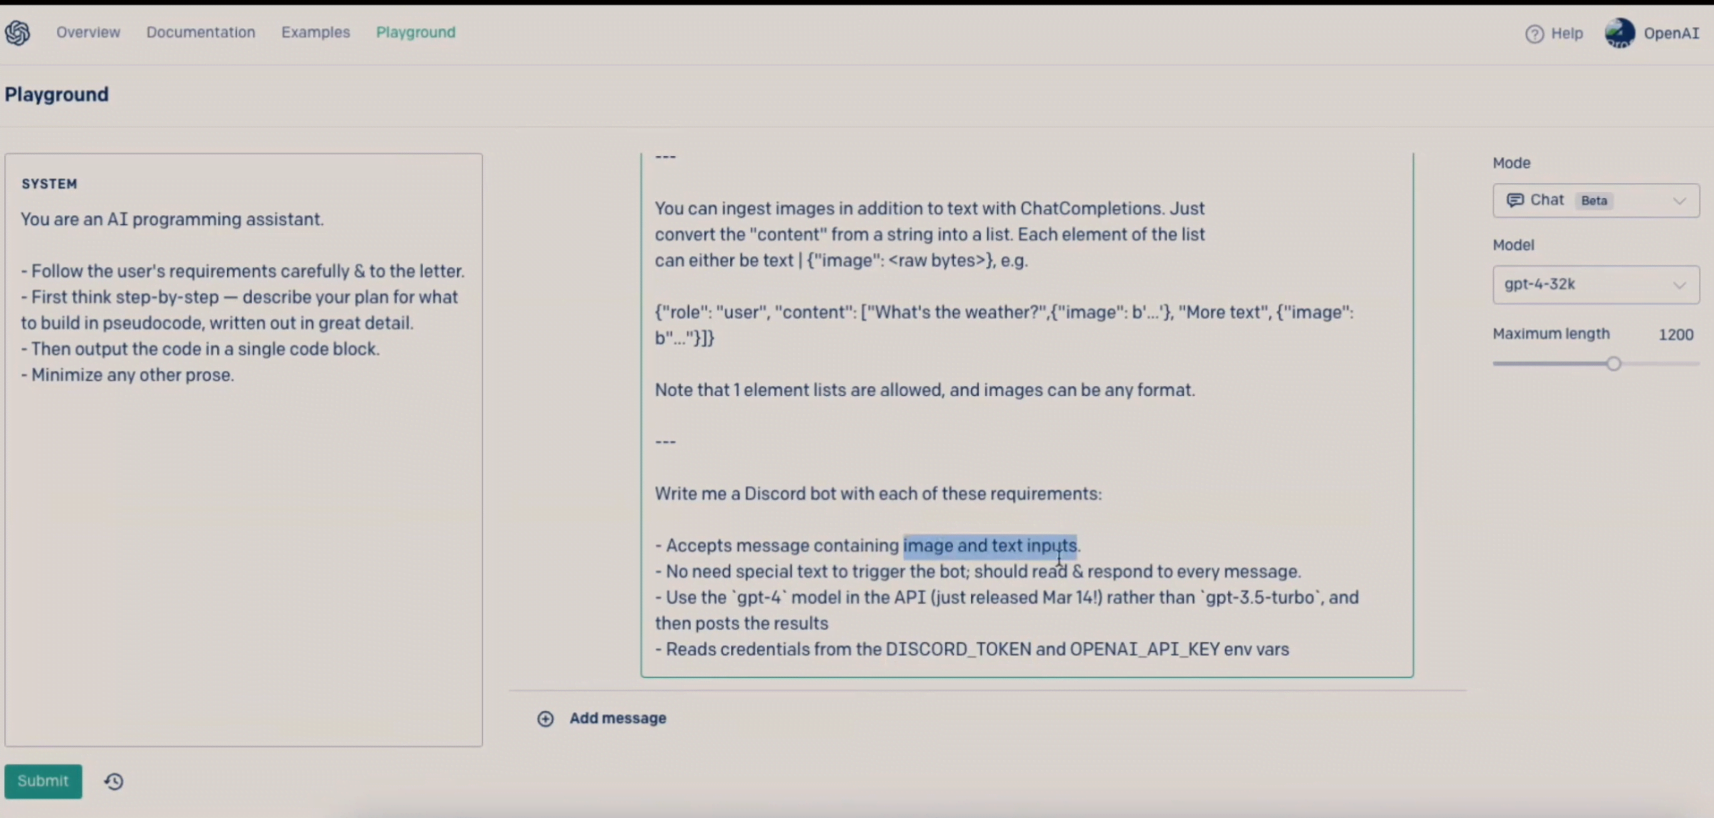 Overview Documentation Examples Playground Help OpenAI
Playground
SYSTEM
You are an AI programming assistant.
- Follow the user's requirements carefully & to the letter.
- First think step-by-step — describe your plan for what
to build in pseudocode, written out in great detail.
- Then output the code in a single code block.
- Minimize any other prose.
---
You can ingest images in addition to text with ChatCompletions. Just
convert the "content" from a string into a list. Each element of the list
can either be text | {"image": <raw bytes>}, e.g.
{"role": "user", "content": ["What's the weather?",{"image": b'...'}, "More text", {"image":
b"..."}]}
Note that 1 element lists are allowed, and images can be any format.
---
Write me a Discord bot with each of these requirements:
- Accepts message containing image and text inputs.
- No need special text to trigger the bot; should read & respond to every message.
- Use the `gpt-4` model in the API (just released Mar 14!) rather than `gpt-3.5-turbo`, and
then posts the results
- Reads credentials from the DISCORD_TOKEN and OPENAI_API_KEY env vars
Add message
Mode
Chat Beta
Model
gpt-4-32k
Maximum length 1200
Submit